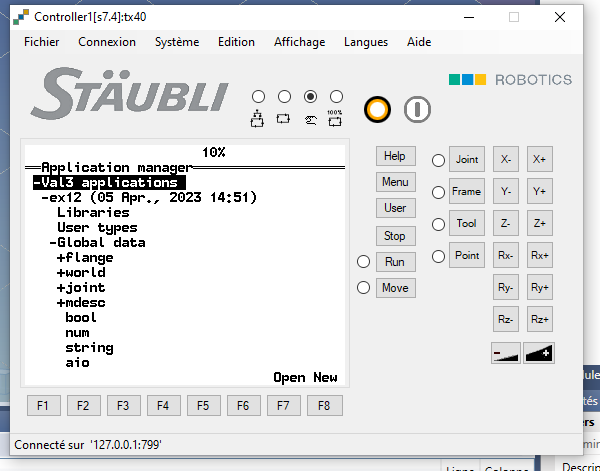 Controller1[s7.4]:tx40
Fichier Connexion Système Edition Affichage Langues Aide
STÄUBLI
ROBOTICS
100%
10%
Application manager
-Val3 applications
-ex12 (05 Apr., 2023 14:51)
Libraries
User types
-Global data
+flange
+world
+joint
+mdesc
bool
num
string
aio
Open New
Help
Menu
User
Stop
Run
Move
Joint X- X+
Frame Y- Y+
Tool Z- Z+
Point Rx- Rx+
Ry- Ry+
Rz- Rz+
- +
F1 F2 F3 F4 F5 F6 F7 F8
Connecté sur '127.0.0.1:799'
Ligne Colonne
Descrip